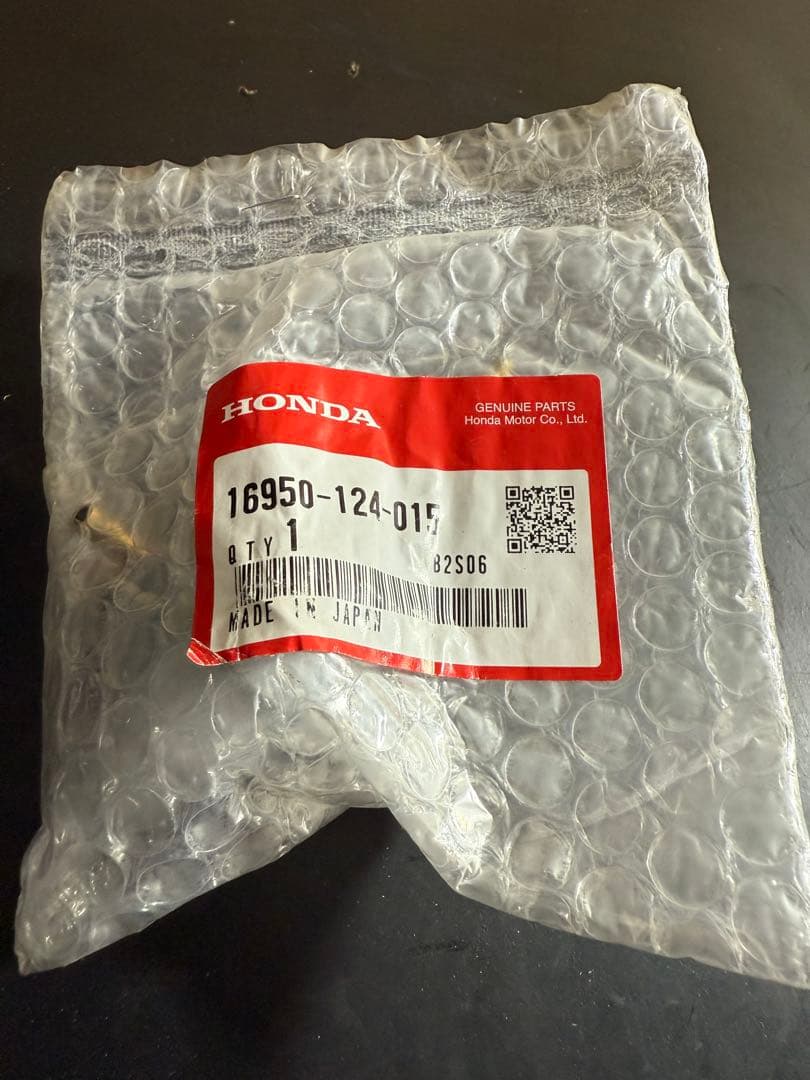 HONDA
GENUINE PARTS
Honda Motor Co., Ltd.
16950-124-015
QTY 1
B2S06
MADE IN JAPAN